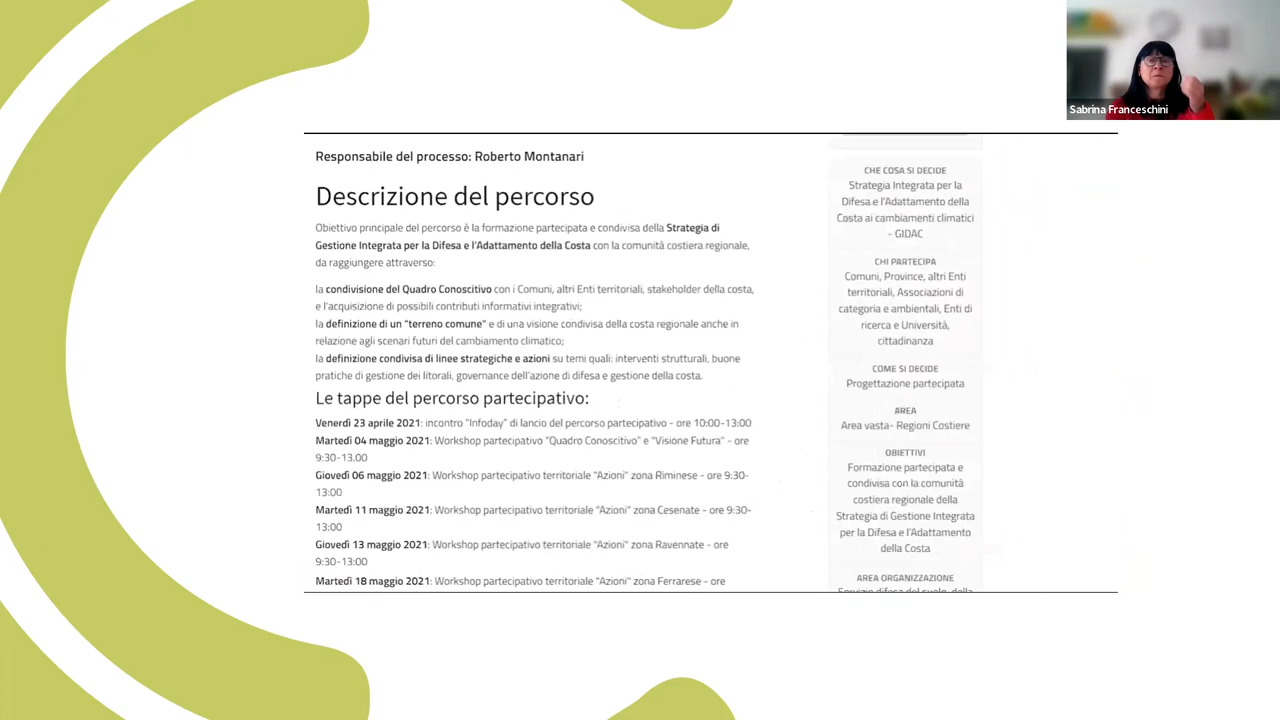 Sabrina Franceschini
Responsabile del processo: Roberto Montanari
Descrizione del percorso
Obiettivo principale del percorso è la formazione partecipata e condivisa della Strategia di
Gestione Integrata per la Difesa e l'Adattamento della Costa con la comunità costiera regionale,
da raggiungere attraverso:
la condivisione del Quadro Conoscitivo con i Comuni, altri Enti territoriali, stakeholder della costa,
e l'acquisizione di possibili contributi informativi integrativi;
la definizione di un "terreno comune" e di una visione condivisa della costa regionale anche in
relazione agli scenari futuri del cambiamento climatico;
la definizione condivisa di linee strategiche e azioni su temi quali: interventi strutturali, buone
pratiche di gestione dei litorali, governance dell'azione di difesa e gestione della costa.
Le tappe del percorso partecipativo:
Venerdì 23 aprile 2021: incontro "Infoday" di lancio del percorso partecipativo - ore 10:00-13:00
Martedì 04 maggio 2021: Workshop partecipativo "Quadro Conoscitivo" e "Visione Futura" - ore
9:30-13.00
Giovedì 06 maggio 2021: Workshop partecipativo territoriale "Azioni" zona Riminese - ore 9:30-
13:00
Martedì 11 maggio 2021: Workshop partecipativo territoriale "Azioni" zona Cesenate - ore 9:30-
13:00
Giovedì 13 maggio 2021: Workshop partecipativo territoriale "Azioni" zona Ravennate - ore
9:30-13:00
Martedì 18 maggio 2021: Workshop partecipativo territoriale "Azioni" zona Ferrarese - ore
CHE COSA SI DECIDE
Strategia Integrata per la
Difesa e l'Adattamento della
Costa ai cambiamenti climatici
- GIDAC
CHI PARTECIPA
Comuni, Province, altri Enti
territoriali, Associazioni di
categoria e ambientali, Enti di
ricerca e Università,
cittadinanza
COME SI DECIDE
Progettazione partecipata
AREA
Area vasta- Regioni Costiere
OBIETTIVI
Formazione partecipata e
condivisa con la comunità
costiera regionale della
Strategia di Gestione Integrata
per la Difesa e l'Adattamento
della Costa
AREA ORGANIZZAZIONE
Servizio difesa del suolo, della